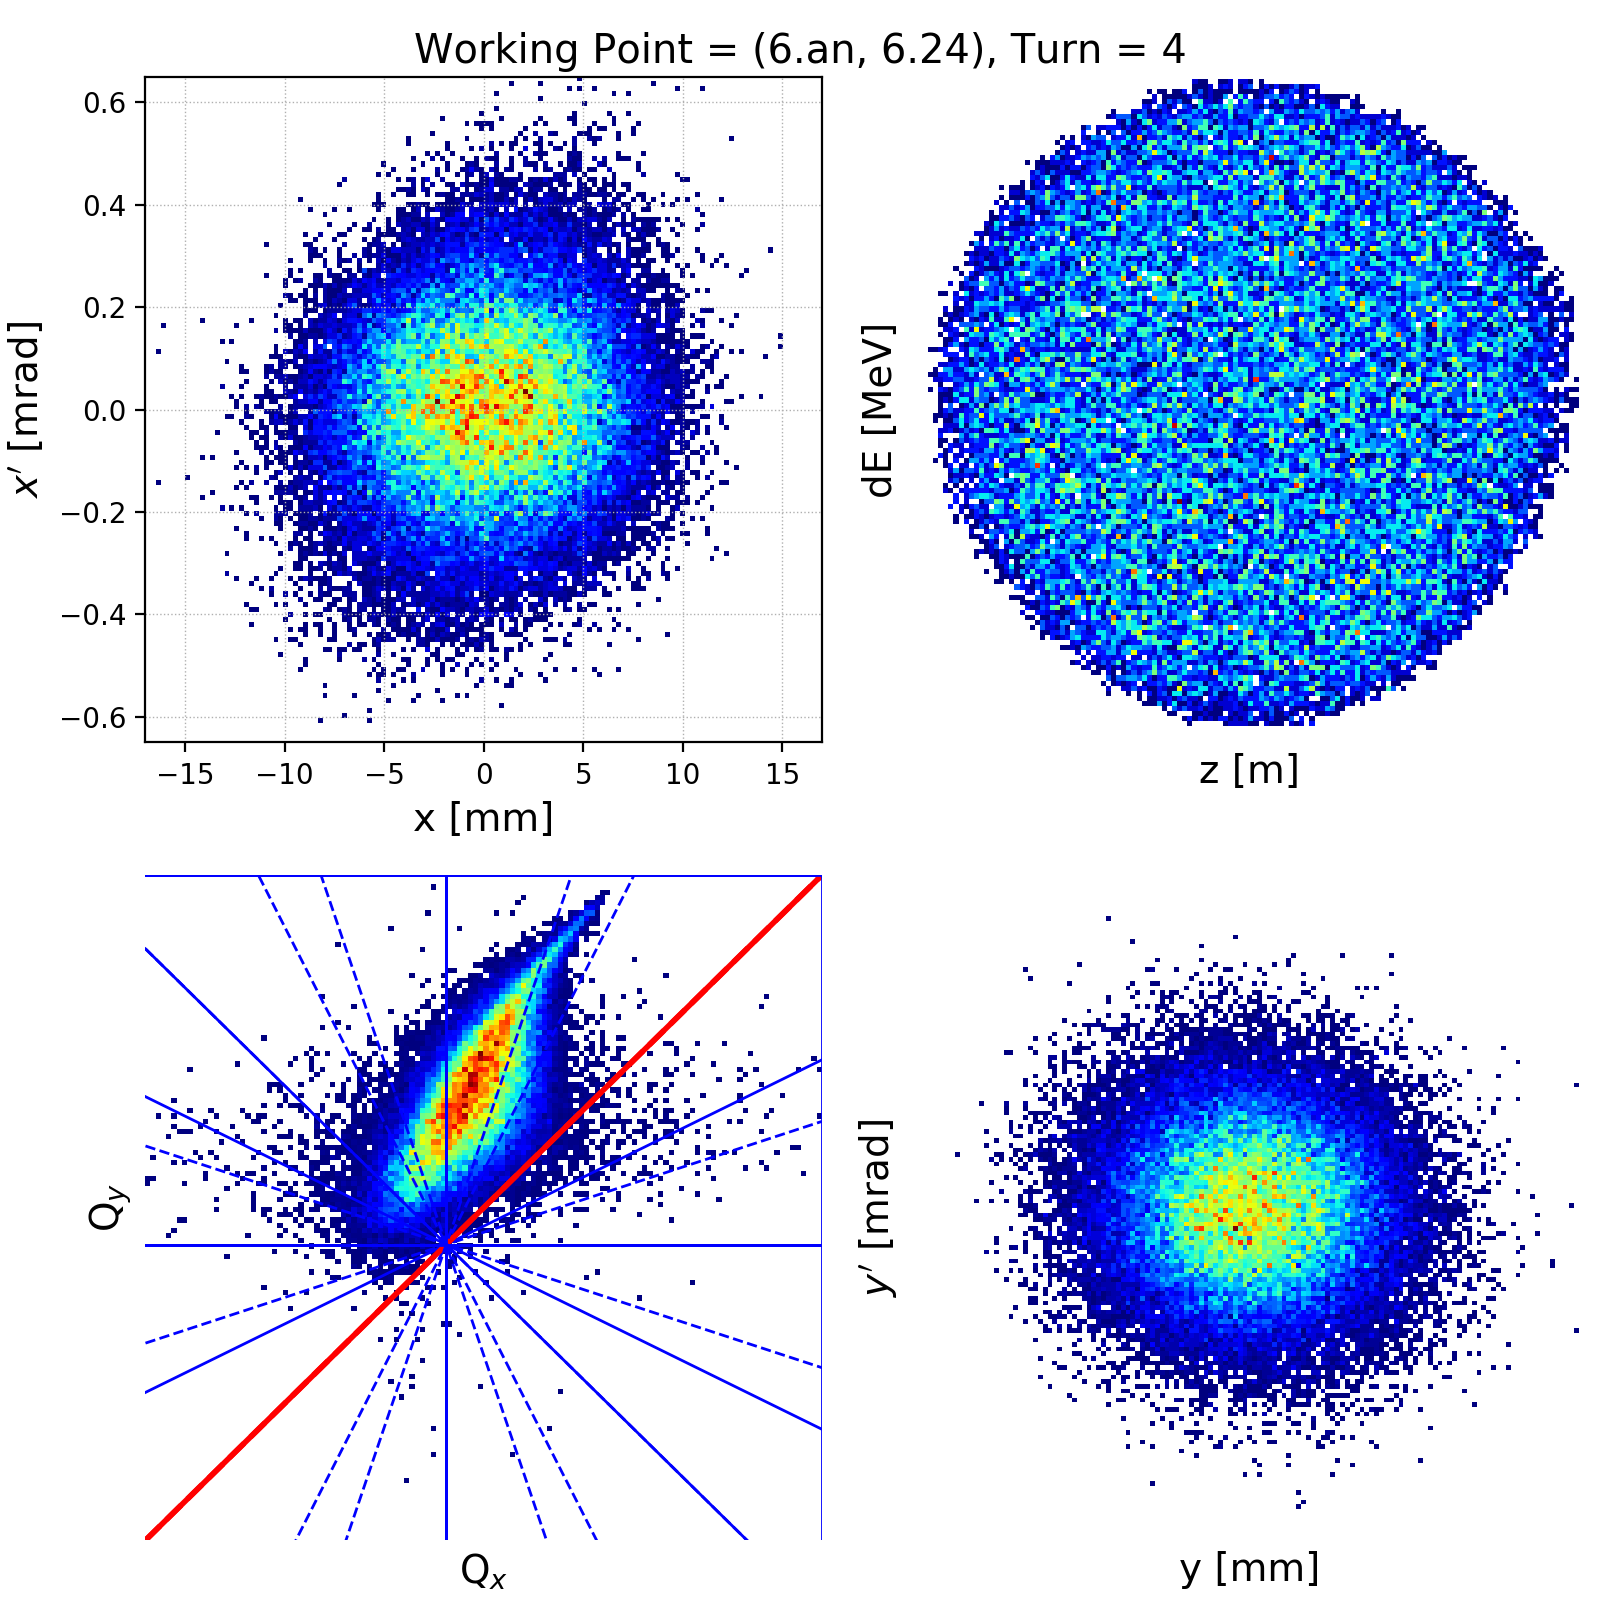 Working Point = (6.an, 6.24), Turn = 4
0.6
0.4
0.2
0.0
−0.2
−0.4
−0.6
x′ [mrad]
−15 −10 −5 0 5 10 15
x [mm]
dE [MeV]
z [m]
Qy
Qx
y′ [mrad]
y [mm]